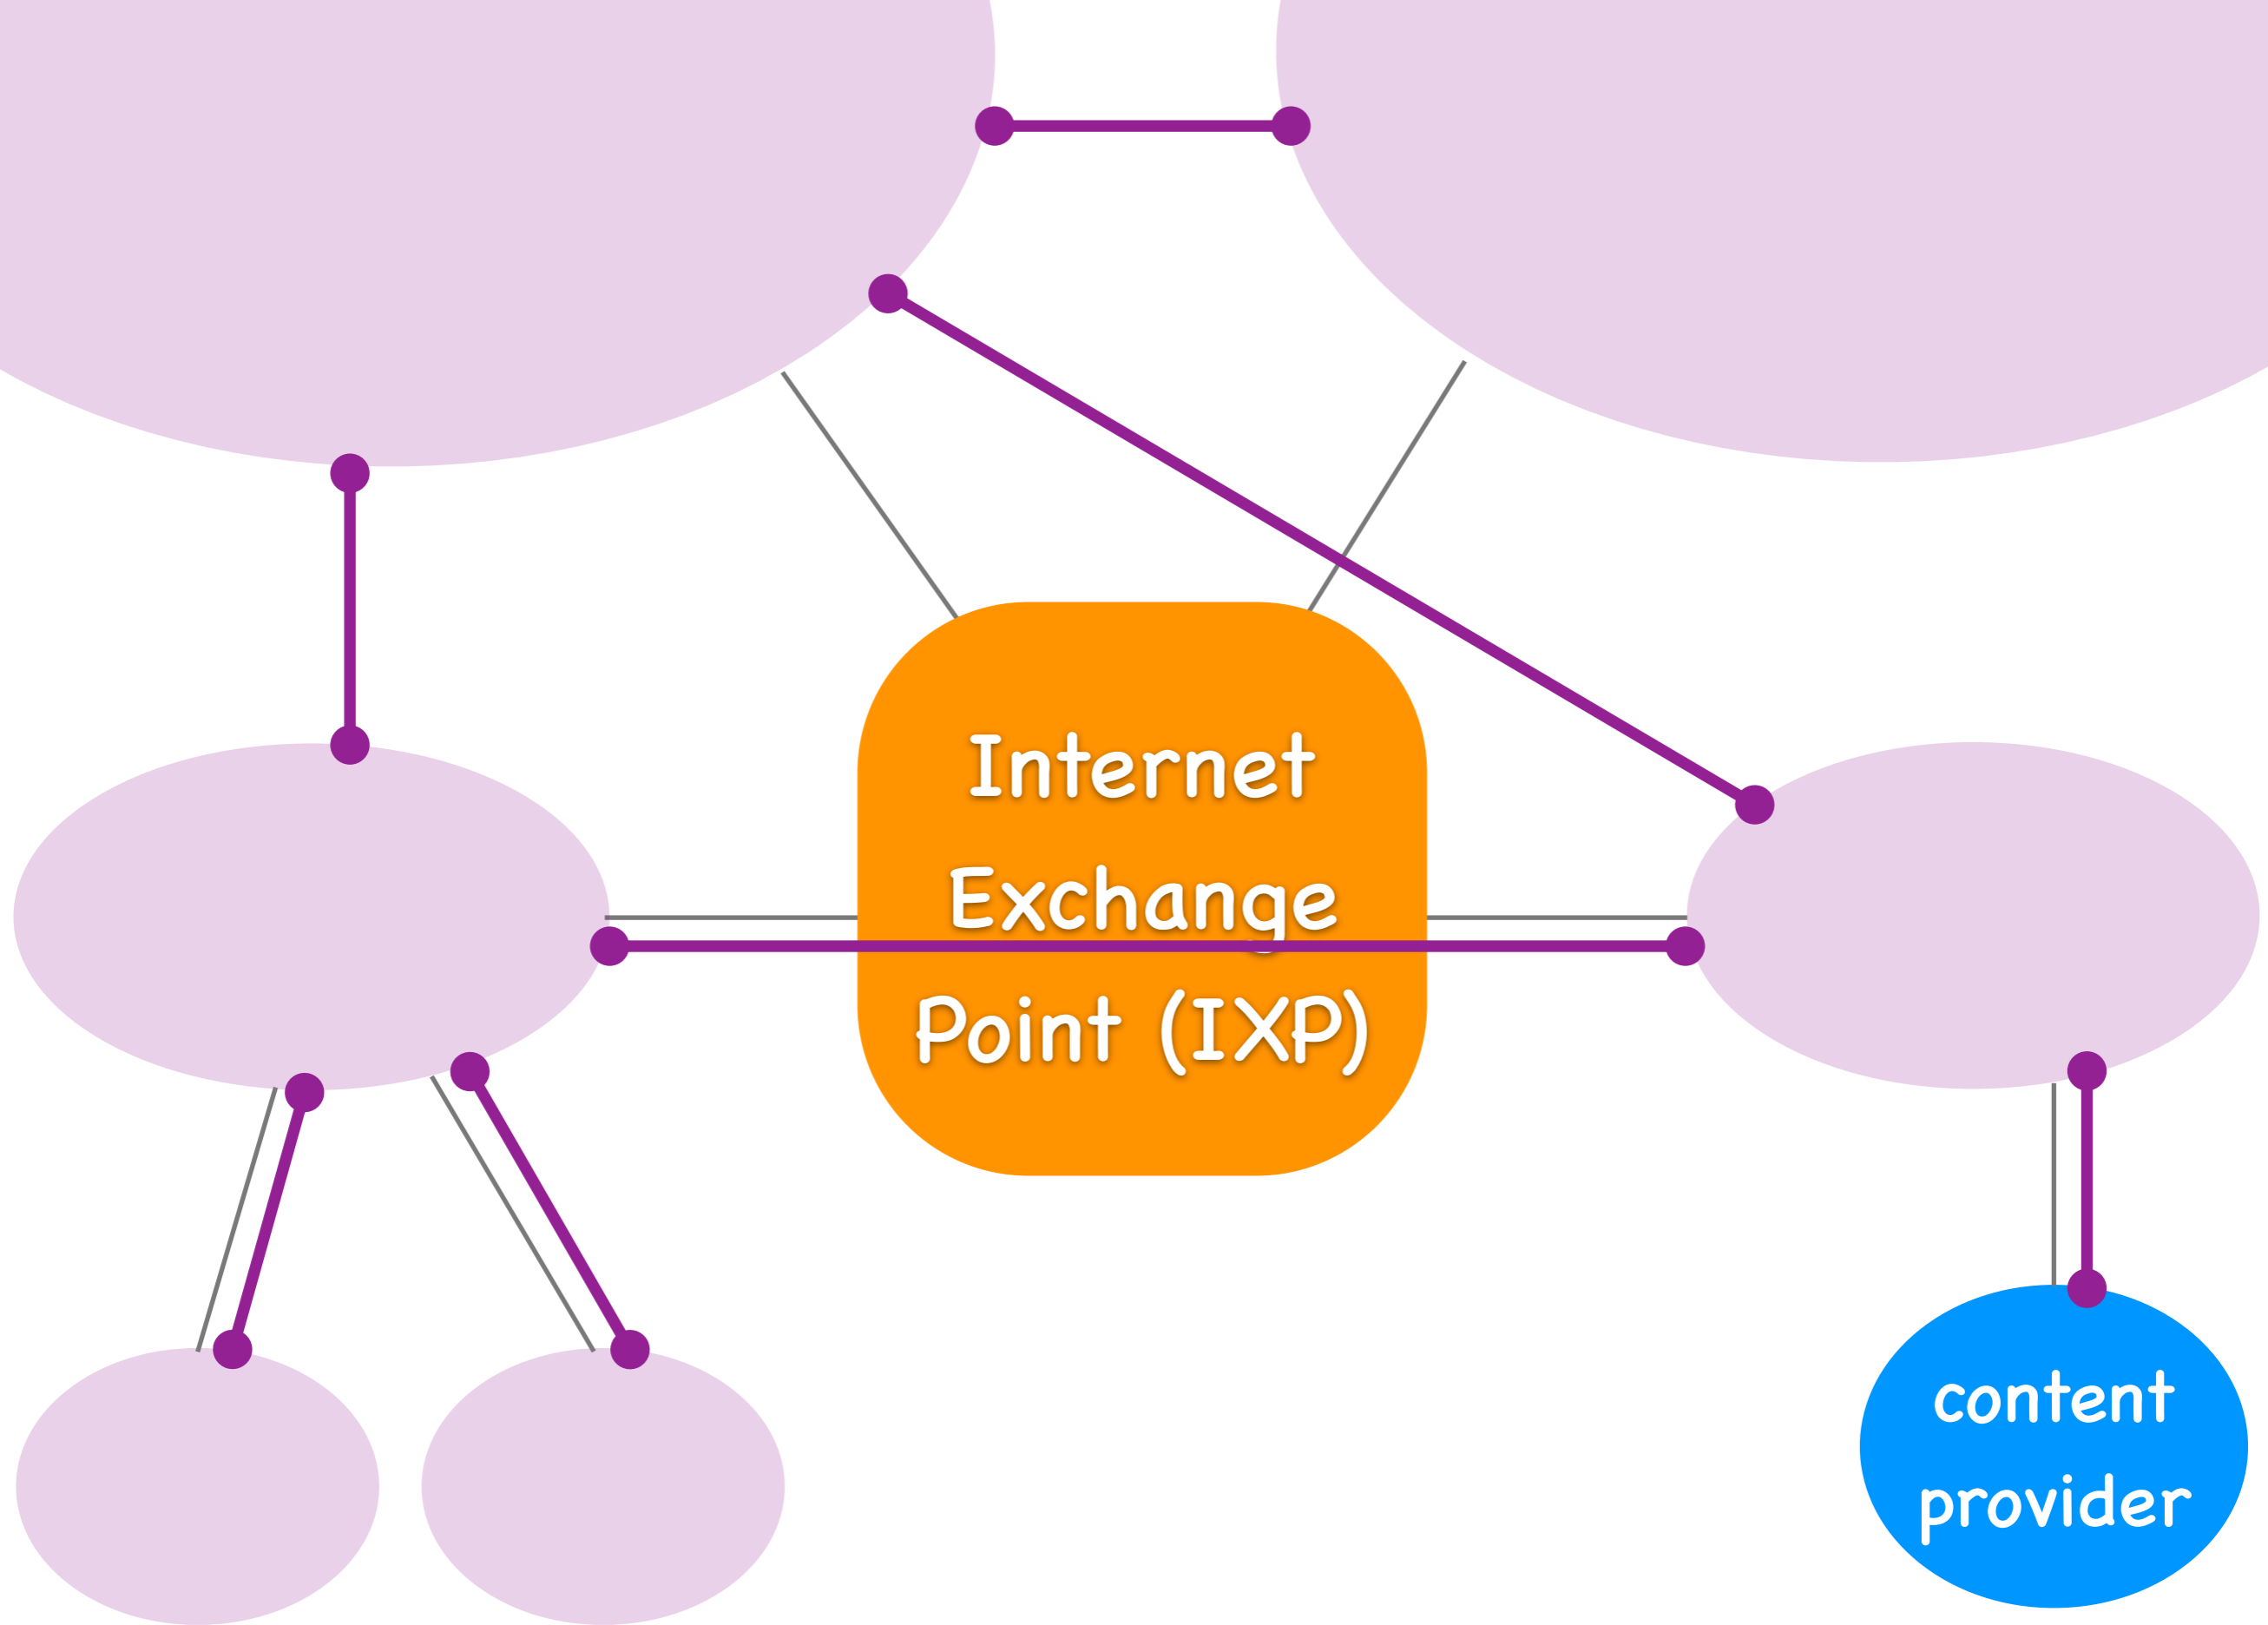 Internet
Exchange
Point (IXP)
content
provider